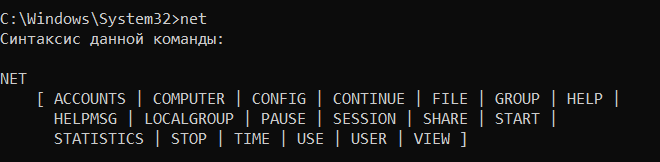 C:\Windows\System32>net
Синтаксис данной команды:
NET
[ ACCOUNTS | COMPUTER | CONFIG | CONTINUE | FILE | GROUP | HELP |
HELPMSG | LOCALGROUP | PAUSE | SESSION | SHARE | START |
STATISTICS | STOP | TIME | USE | USER | VIEW ]